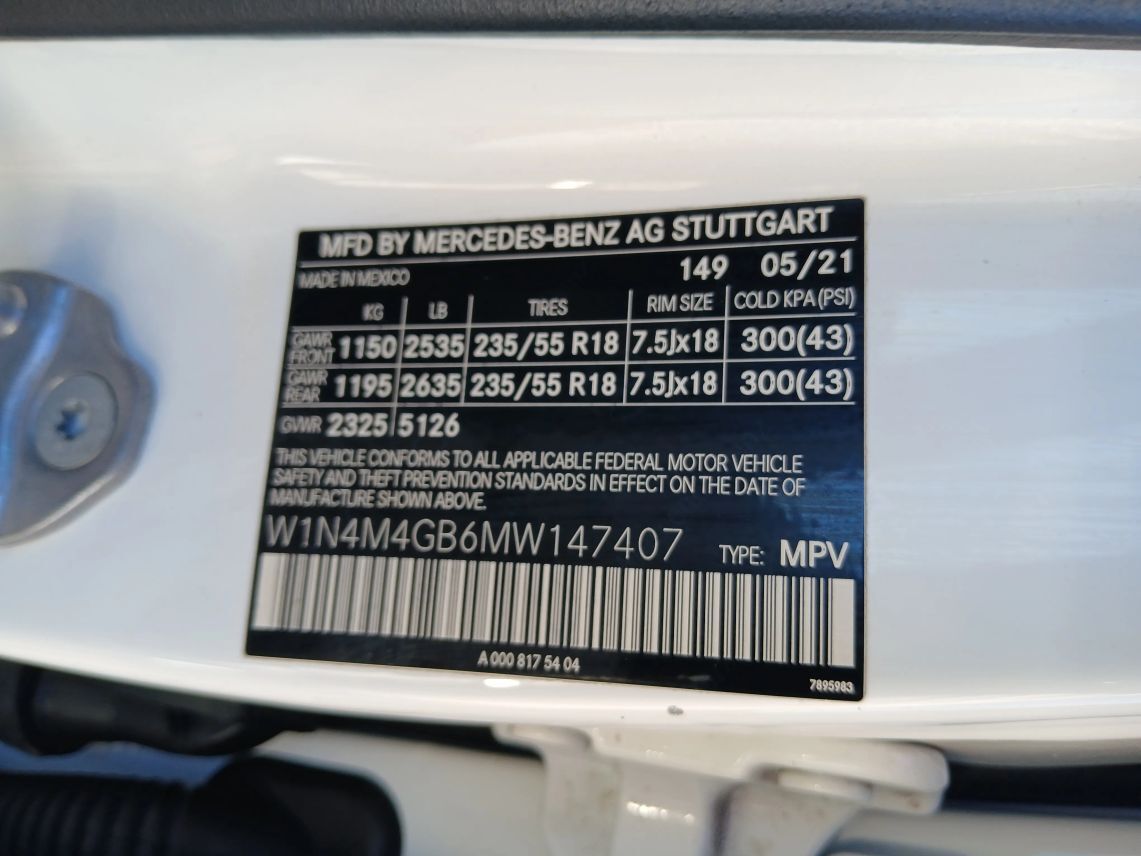 MFD BY MERCEDES-BENZ AG STUTTGART
MADE IN MEXICO 149 05/21
KG LB TIRES RIM SIZE COLD KPA (PSI)
GAWR FRONT 1150 2535 235/55 R18 7.5Jx18 300(43)
GAWR REAR 1195 2635 235/55 R18 7.5Jx18 300(43)
GVWR 2325 5126
THIS VEHICLE CONFORMS TO ALL APPLICABLE FEDERAL MOTOR VEHICLE
SAFETY AND THEFT PREVENTION STANDARDS IN EFFECT ON THE DATE OF
MANUFACTURE SHOWN ABOVE.
W1N4M4GB6MW147407 TYPE: MPV
A 000 817 54 04
7895983